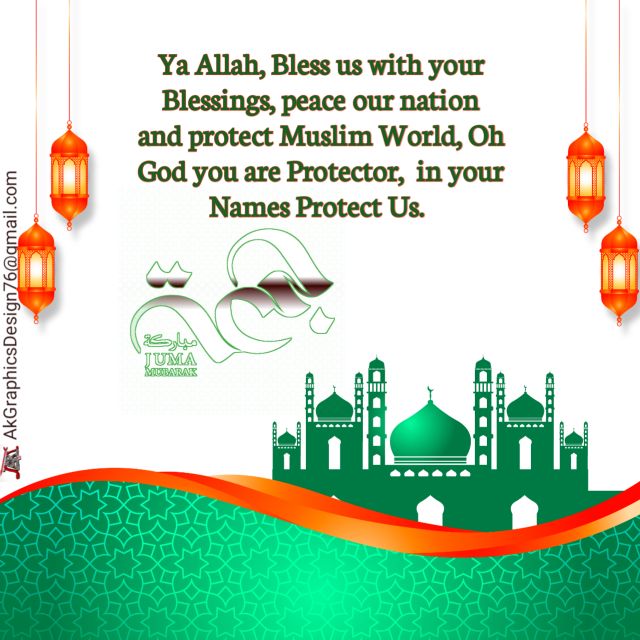 Ya Allah, Bless us with your
Blessings, peace our nation
and protect Muslim World, Oh
God you are Protector, in your
Names Protect Us.
جمعة
مباركة
JUMA
MUBARAK
AkGraphicsDesign76@gmail.com